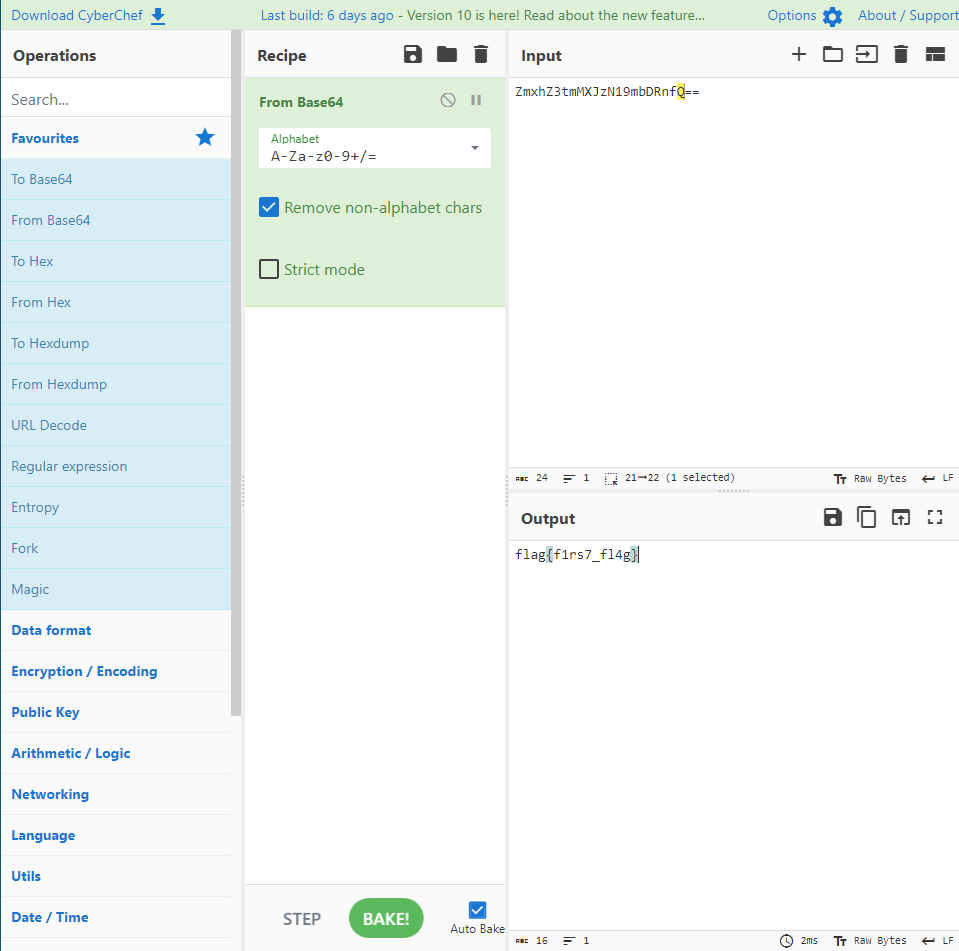 Download CyberChef
Last build: 6 days ago - Version 10 is here! Read about the new feature...
Options
About / Support
Operations
Search...
Favourites
To Base64
From Base64
To Hex
From Hex
To Hexdump
From Hexdump
URL Decode
Regular expression
Entropy
Fork
Magic
Data format
Encryption / Encoding
Public Key
Arithmetic / Logic
Networking
Language
Utils
Date / Time
Recipe
From Base64
Alphabet
A-Za-z0-9+/=
Remove non-alphabet chars
Strict mode
STEP
BAKE!
Auto Bake
Input
ZmxhZ3tmMXJzN19mbDRnfQ==
ABC 24 1 21→22 (1 selected) Tr Raw Bytes LF
Output
flag{f1rs7_fl4g}
ABC 16 1 2ms Tr Raw Bytes LF